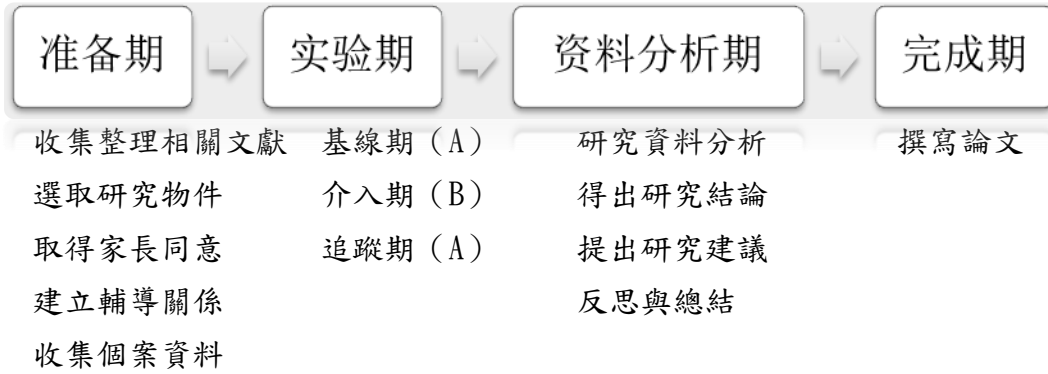 准备期 实验期 资料分析期 完成期
收集整理相關文獻 基線期（A） 研究資料分析 撰寫論文
選取研究物件 介入期（B） 得出研究結論
取得家長同意 追蹤期（A） 提出研究建議
建立輔導關係 反思與總結
收集個案資料